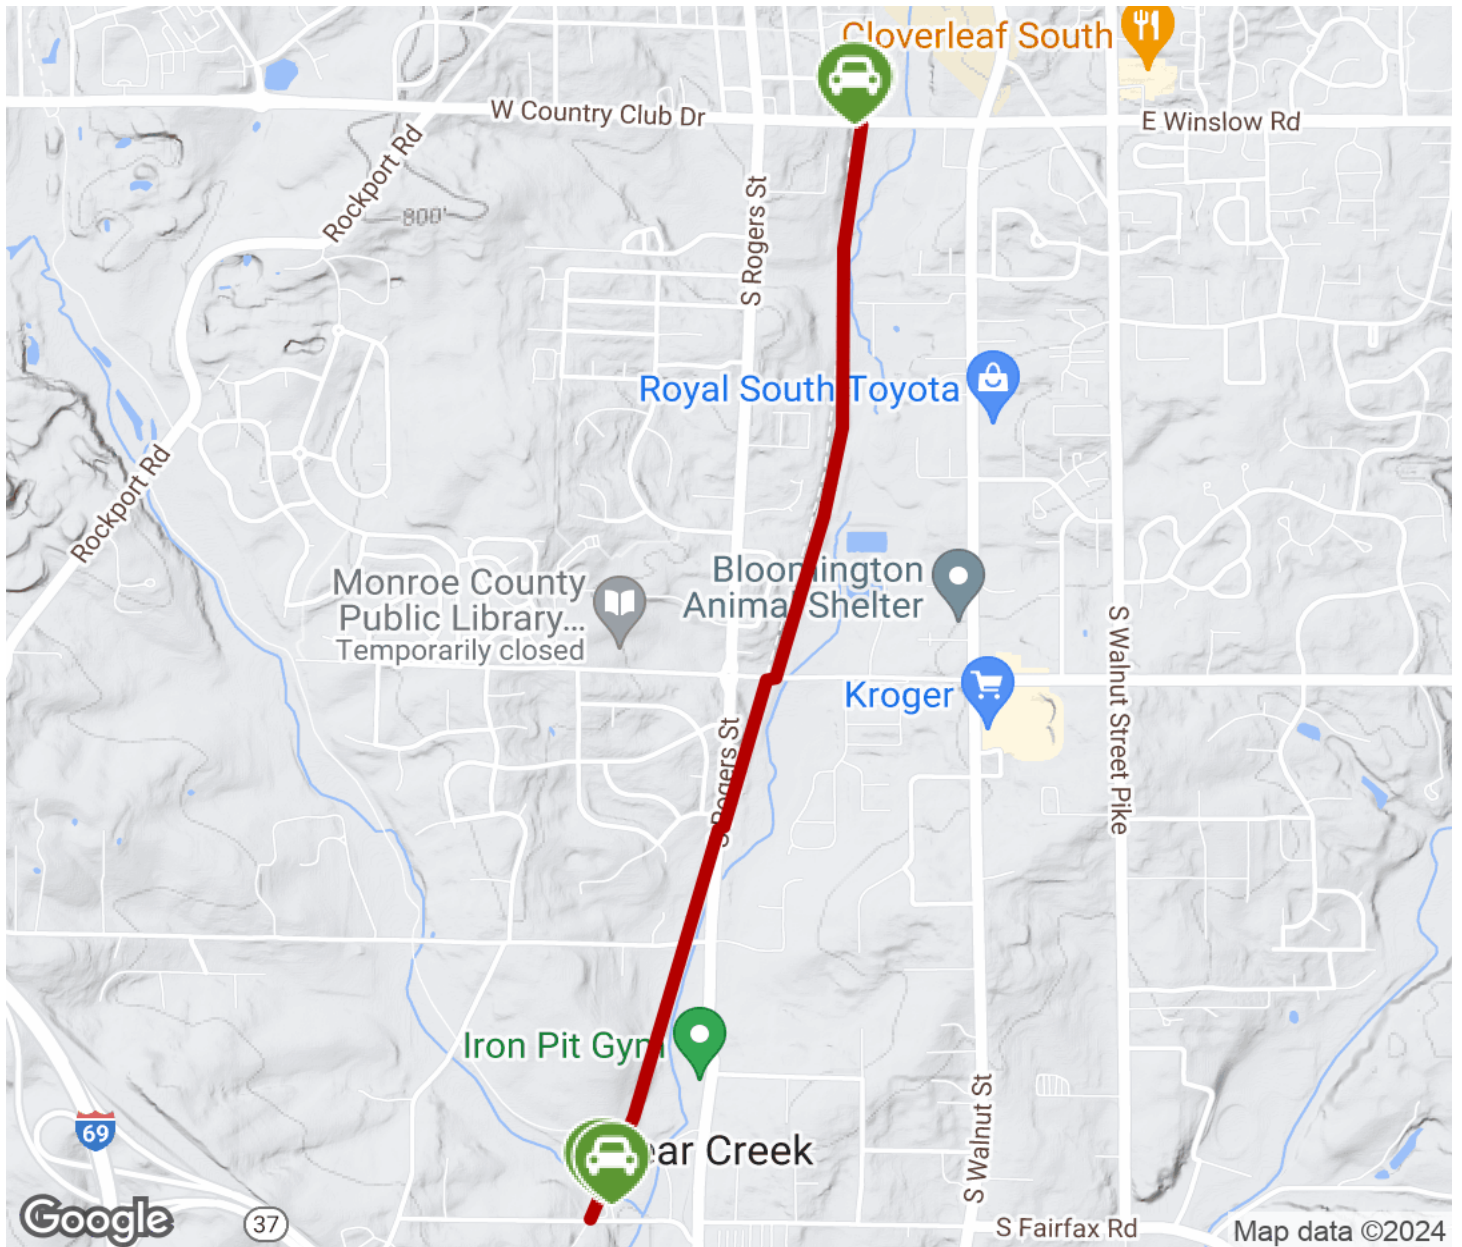 Cloverleaf South
W Country Club Dr
E Winslow Rd
Rockport Rd
800'
S Rogers St
Royal South Toyota
Rockport Rd
Bloomington
Animal Shelter
Monroe County
Public Library...
Temporarily closed
S Walnut Street Pike
Kroger
S Rogers St
Iron Pit Gym
S Walnut St
69
ear Creek
Google
37
S Fairfax Rd
Map data ©2024